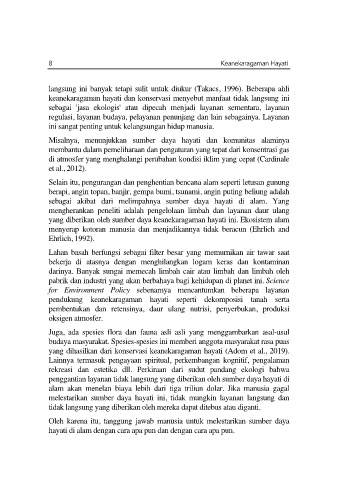 8 Keanekaragaman Hayati
langsung ini banyak tetapi sulit untuk diukur (Takacs, 1996). Beberapa ahli
keanekaragaman hayati dan konservasi menyebut manfaat tidak langsung ini
sebagai 'jasa ekologis' atau dipecah menjadi layanan sementara, layanan
regulasi, layanan budaya, pelayanan penunjang dan lain sebagainya. Layanan
ini sangat penting untuk kelangsungan hidup manusia.
Misalnya, menunjukkan sumber daya hayati dan komunitas alaminya
membantu dalam pemeliharaan dan pengaturan yang tepat dari konsentrasi gas
di atmosfer yang menghalangi perubahan kondisi iklim yang cepat (Cardinale
et al., 2012).
Selain itu, pengurangan dan penghentian bencana alam seperti letusan gunung
berapi, angin topan, banjir, gempa bumi, tsunami, angin puting beliung adalah
sebagai akibat dari melimpahnya sumber daya hayati di alam. Yang
mengherankan peneliti adalah pengelolaan limbah dan layanan daur ulang
yang diberikan oleh sumber daya keanekaragaman hayati ini. Ekosistem alam
menyerap kotoran manusia dan menjadikannya tidak beracun (Ehrlich and
Ehrlich, 1992).
Lahan basah berfungsi sebagai filter besar yang memurnikan air tawar saat
bekerja di atasnya dengan menghilangkan logam keras dan kontaminan
darinya. Banyak sungai memecah limbah cair atau limbah dan limbah oleh
pabrik dan industri yang akan berbahaya bagi kehidupan di planet ini. Science
for Environment Policy sebenarnya mencantumkan beberapa layanan
pendukung keanekaragaman hayati seperti dekomposisi tanah serta
pembentukan dan retensinya, daur ulang nutrisi, penyerbukan, produksi
oksigen atmosfer.
Juga, ada spesies flora dan fauna asli asli yang menggambarkan asal-usul
budaya masyarakat. Spesies-spesies ini memberi anggota masyarakat rasa puas
yang dihasilkan dari konservasi keanekaragaman hayati (Adom et al., 2019).
Lainnya termasuk pengayaan spiritual, perkembangan kognitif, pengalaman
rekreasi dan estetika dll. Perkiraan dari sudut pandang ekologi bahwa
penggantian layanan tidak langsung yang diberikan oleh sumber daya hayati di
alam akan menelan biaya lebih dari tiga triliun dolar. Jika manusia gagal
melestarikan sumber daya hayati ini, tidak mungkin layanan langsung dan
tidak langsung yang diberikan oleh mereka dapat ditebus atau diganti.
Oleh karena itu, tanggung jawab manusia untuk melestarikan sumber daya
hayati di alam dengan cara apa pun dan dengan cara apa pun.